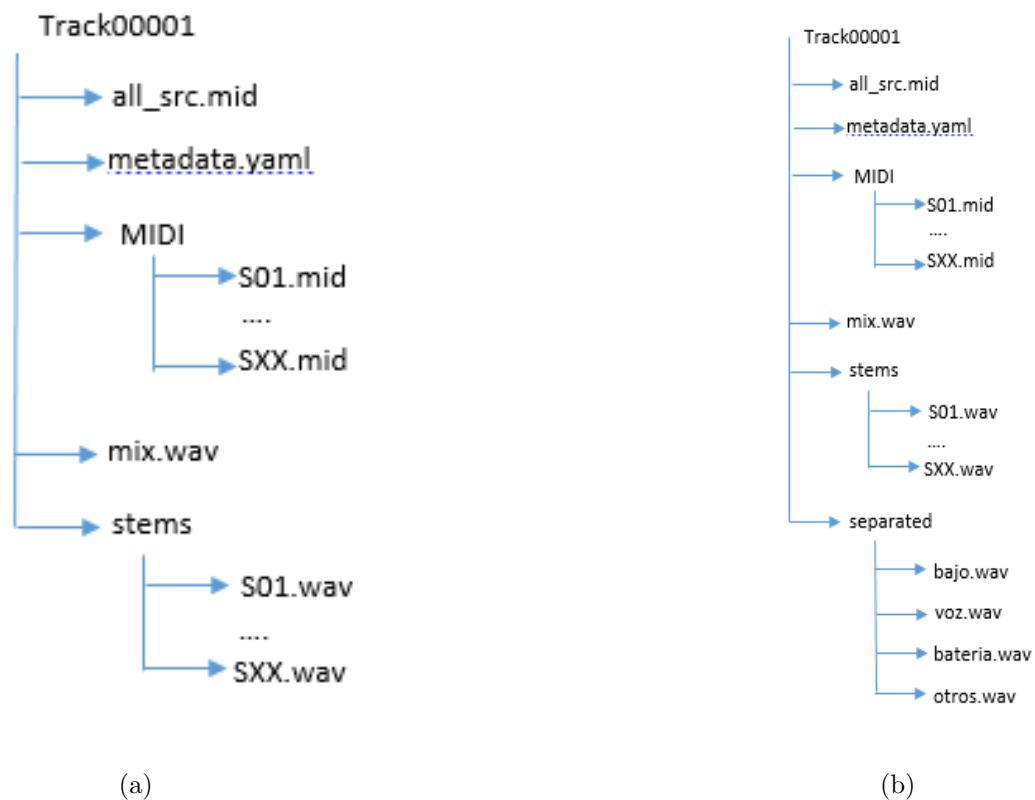 Track00001
all_src.mid
metadata.yaml
MIDI
S01.mid
....
SXX.mid
mix.wav
stems
S01.wav
....
SXX.wav
(a)
Track00001
all_src.mid
metadata.yaml
MIDI
S01.mid
....
SXX.mid
mix.wav
stems
S01.wav
....
SXX.wav
separated
bajo.wav
voz.wav
bateria.wav
otros.wav
(b)